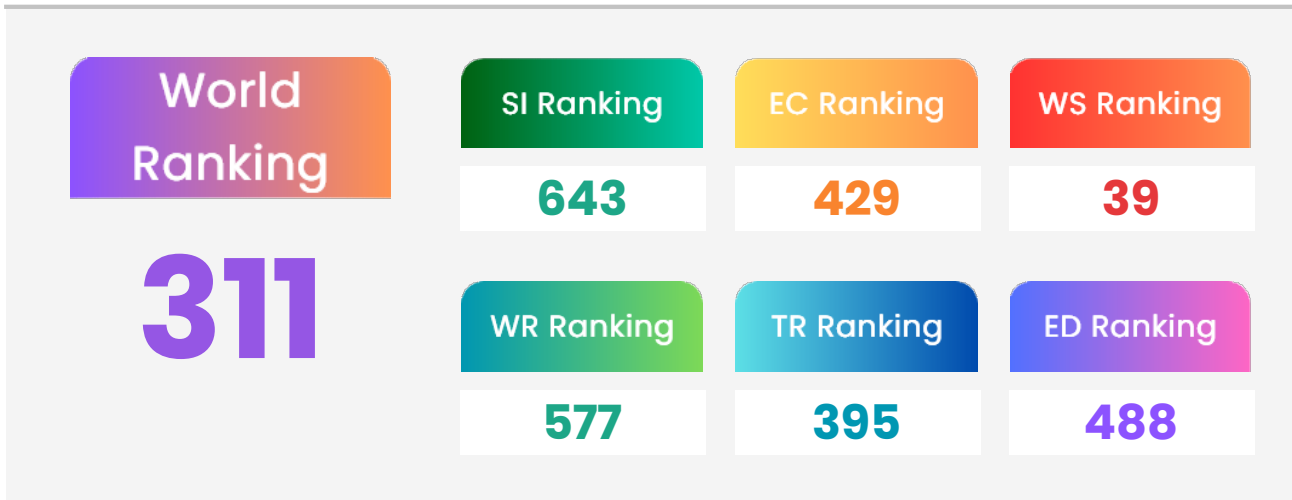 World
Ranking
311
SI Ranking
643
EC Ranking
429
WS Ranking
39
WR Ranking
577
TR Ranking
395
ED Ranking
488